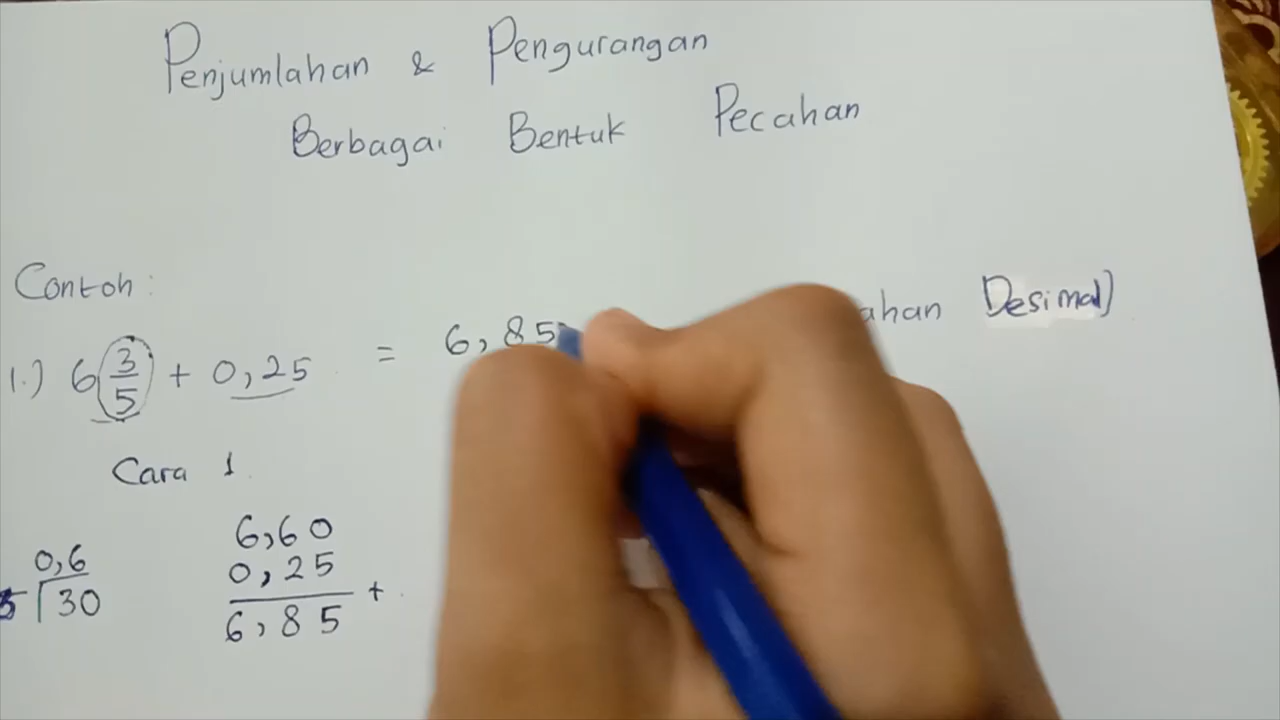 Penjumlahan & Pengurangan
Berbagai Bentuk Pecahan
Contoh :
1.) 6 3/5 + 0,25 = 6,85 Desimal)
Cara 1
0,6
5 30
6,60
0,25
+
6,85